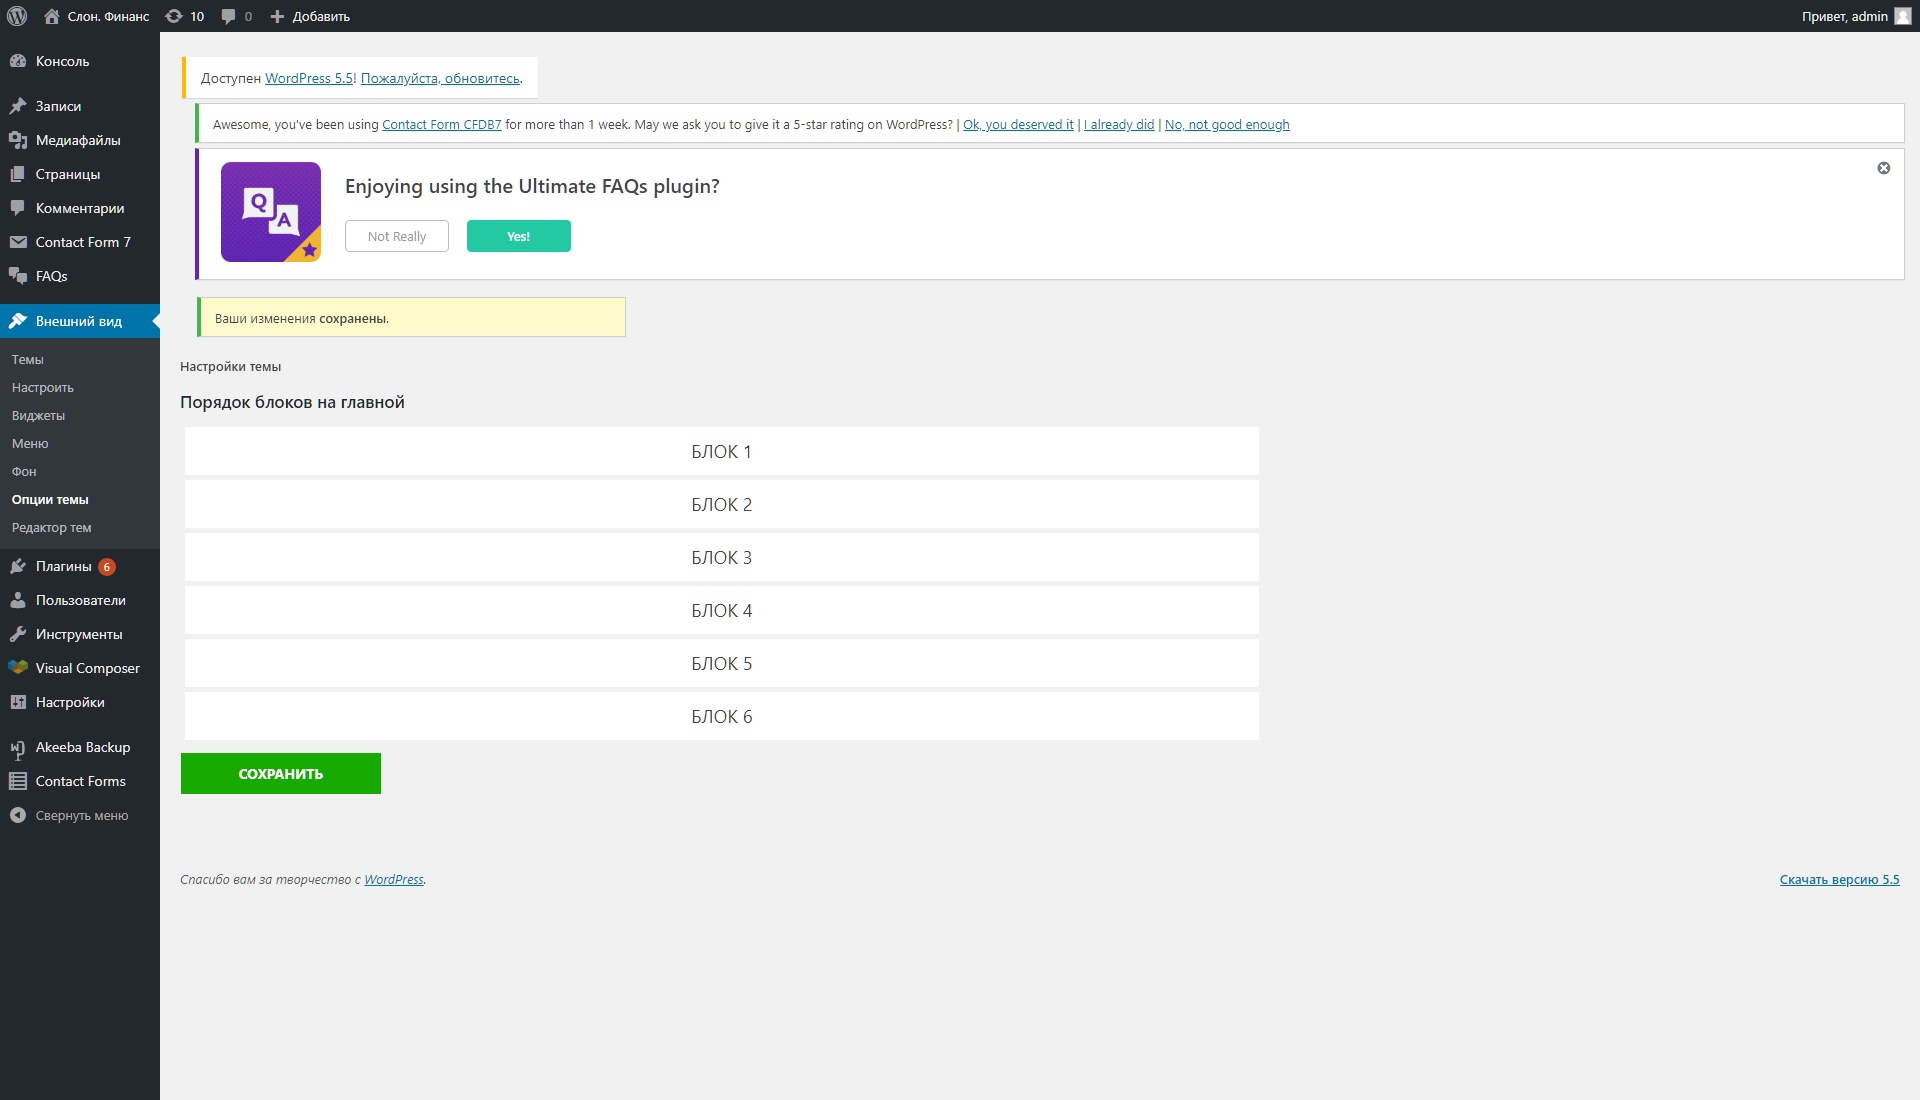 Слон. Финанс 10 0 Добавить Привет, admin
Консоль
Записи
Медиафайлы
Страницы
Комментарии
Contact Form 7
FAQs
Внешний вид
Темы
Настроить
Виджеты
Меню
Фон
Опции темы
Редактор тем
Плагины 6
Пользователи
Инструменты
Visual Composer
Настройки
Akeeba Backup
Contact Forms
Свернуть меню
Доступен WordPress 5.5! Пожалуйста, обновитесь.
Awesome, you've been using Contact Form CFDB7 for more than 1 week. May we ask you to give it a 5-star rating on WordPress? | Ok, you deserved it | I already did | No, not good enough
Q
A
Enjoying using the Ultimate FAQs plugin?
Not Really Yes!
Ваши изменения сохранены.
Настройки темы
Порядок блоков на главной
БЛОК 1
БЛОК 2
БЛОК 3
БЛОК 4
БЛОК 5
БЛОК 6
СОХРАНИТЬ
Спасибо вам за творчество с WordPress. Скачать версию 5.5